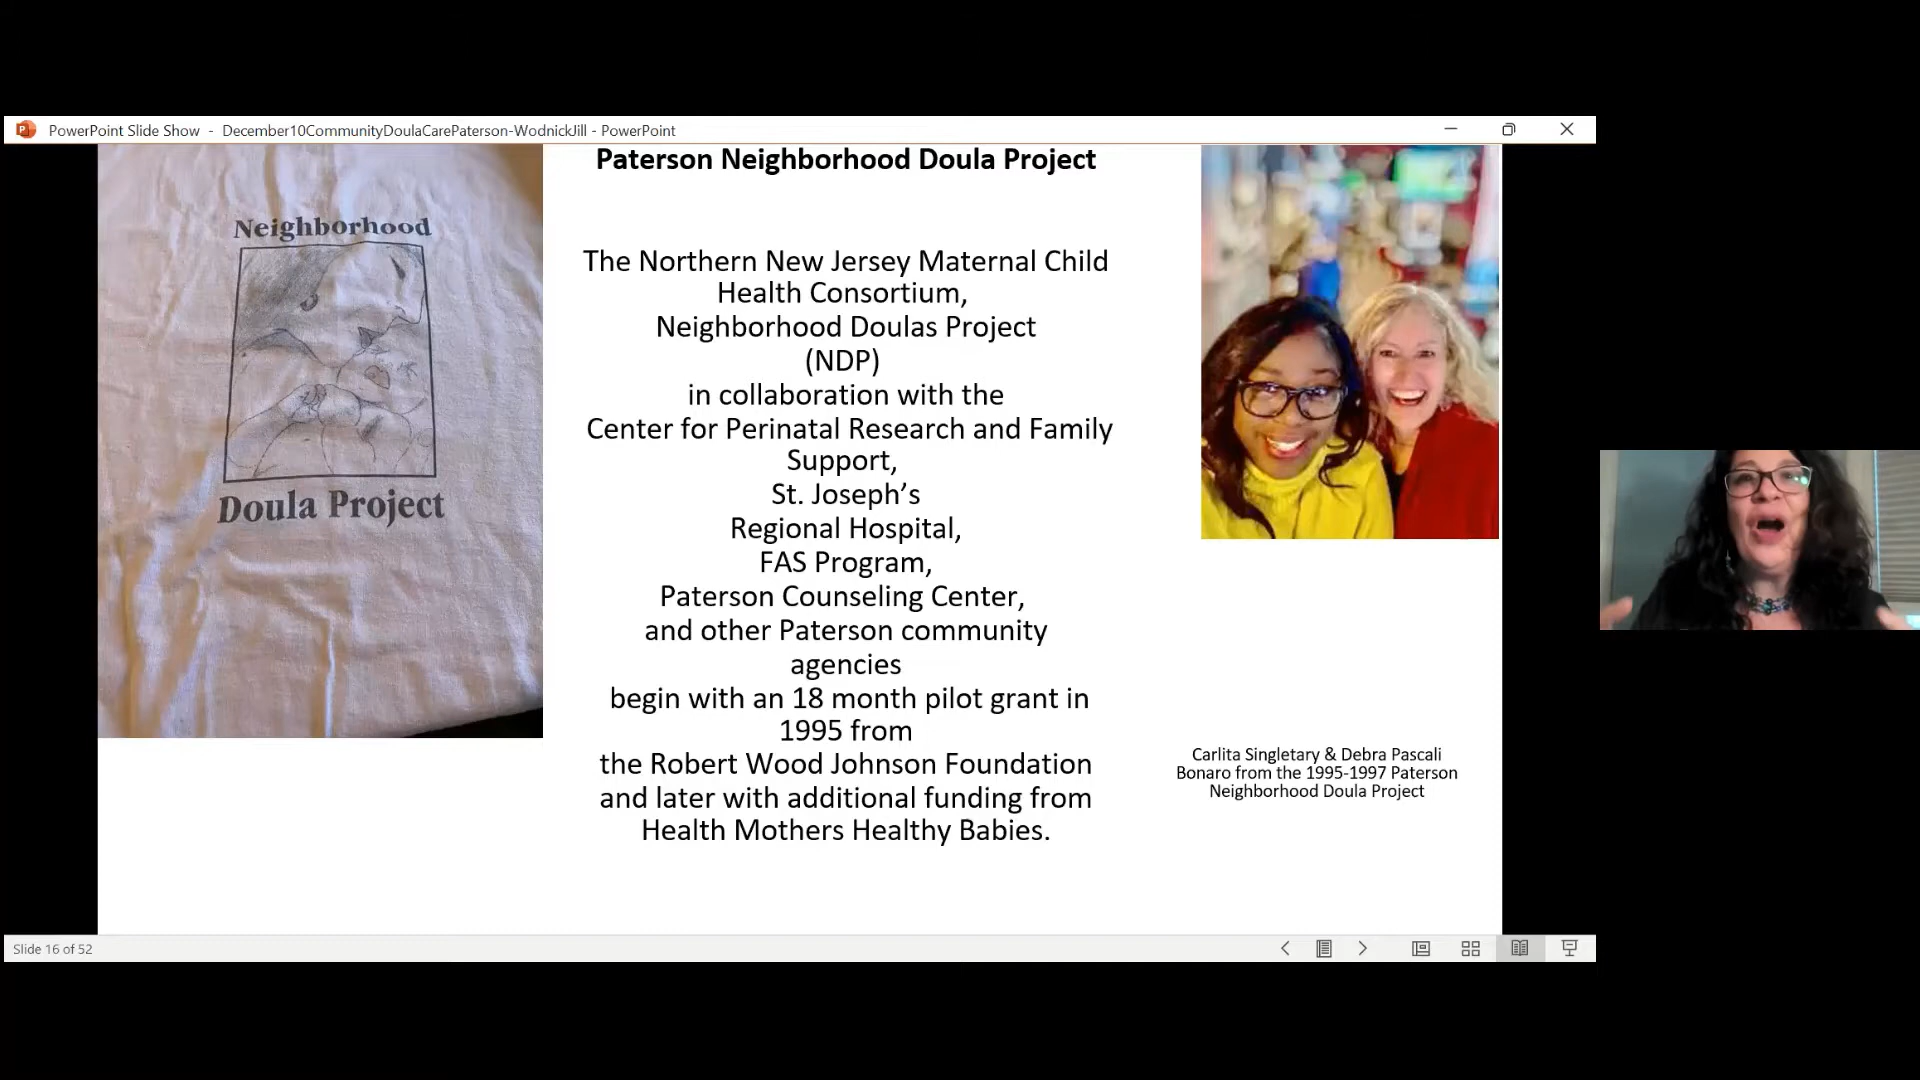 PowerPoint Slide Show - December10CommunityDoulaCarePaterson-WodnickJill - PowerPoint
Neighborhood
Doula Project
Paterson Neighborhood Doula Project
The Northern New Jersey Maternal Child
Health Consortium,
Neighborhood Doulas Project
(NDP)
in collaboration with the
Center for Perinatal Research and Family
Support,
St. Joseph’s
Regional Hospital,
FAS Program,
Paterson Counseling Center,
and other Paterson community
agencies
begin with an 18 month pilot grant in
1995 from
the Robert Wood Johnson Foundation
and later with additional funding from
Health Mothers Healthy Babies.
Carlita Singletary & Debra Pascali
Bonaro from the 1995-1997 Paterson
Neighborhood Doula Project
Slide 16 of 52